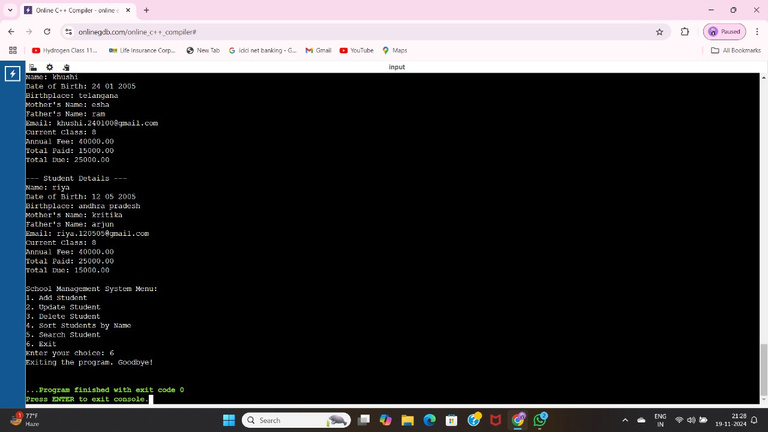 Online C++ Compiler - online c
onlinegdb.com/online_c++_compiler#
Paused
Hydrogen Class 11...
Life Insurance Corp...
New Tab
icici net banking - G...
Gmail
YouTube
Maps
All Bookmarks
input
Name: khushi
Date of Birth: 24 01 2005
Birthplace: telangana
Mother's Name: esha
Father's Name: ram
Email: khushi.240100@gmail.com
Current Class: 8
Annual Fee: 40000.00
Total Paid: 15000.00
Total Due: 25000.00
--- Student Details ---
Name: riya
Date of Birth: 12 05 2005
Birthplace: andhra pradesh
Mother's Name: kritika
Father's Name: arjun
Email: riya.120505@gmail.com
Current Class: 8
Annual Fee: 40000.00
Total Paid: 25000.00
Total Due: 15000.00
School Management System Menu:
1. Add Student
2. Update Student
3. Delete Student
4. Sort Students by Name
5. Search Student
6. Exit
Enter your choice: 6
Exiting the program. Goodbye!
...Program finished with exit code 0
Press ENTER to exit console.
77°F
Haze
Search
ENG
IN
21:28
19-11-2024